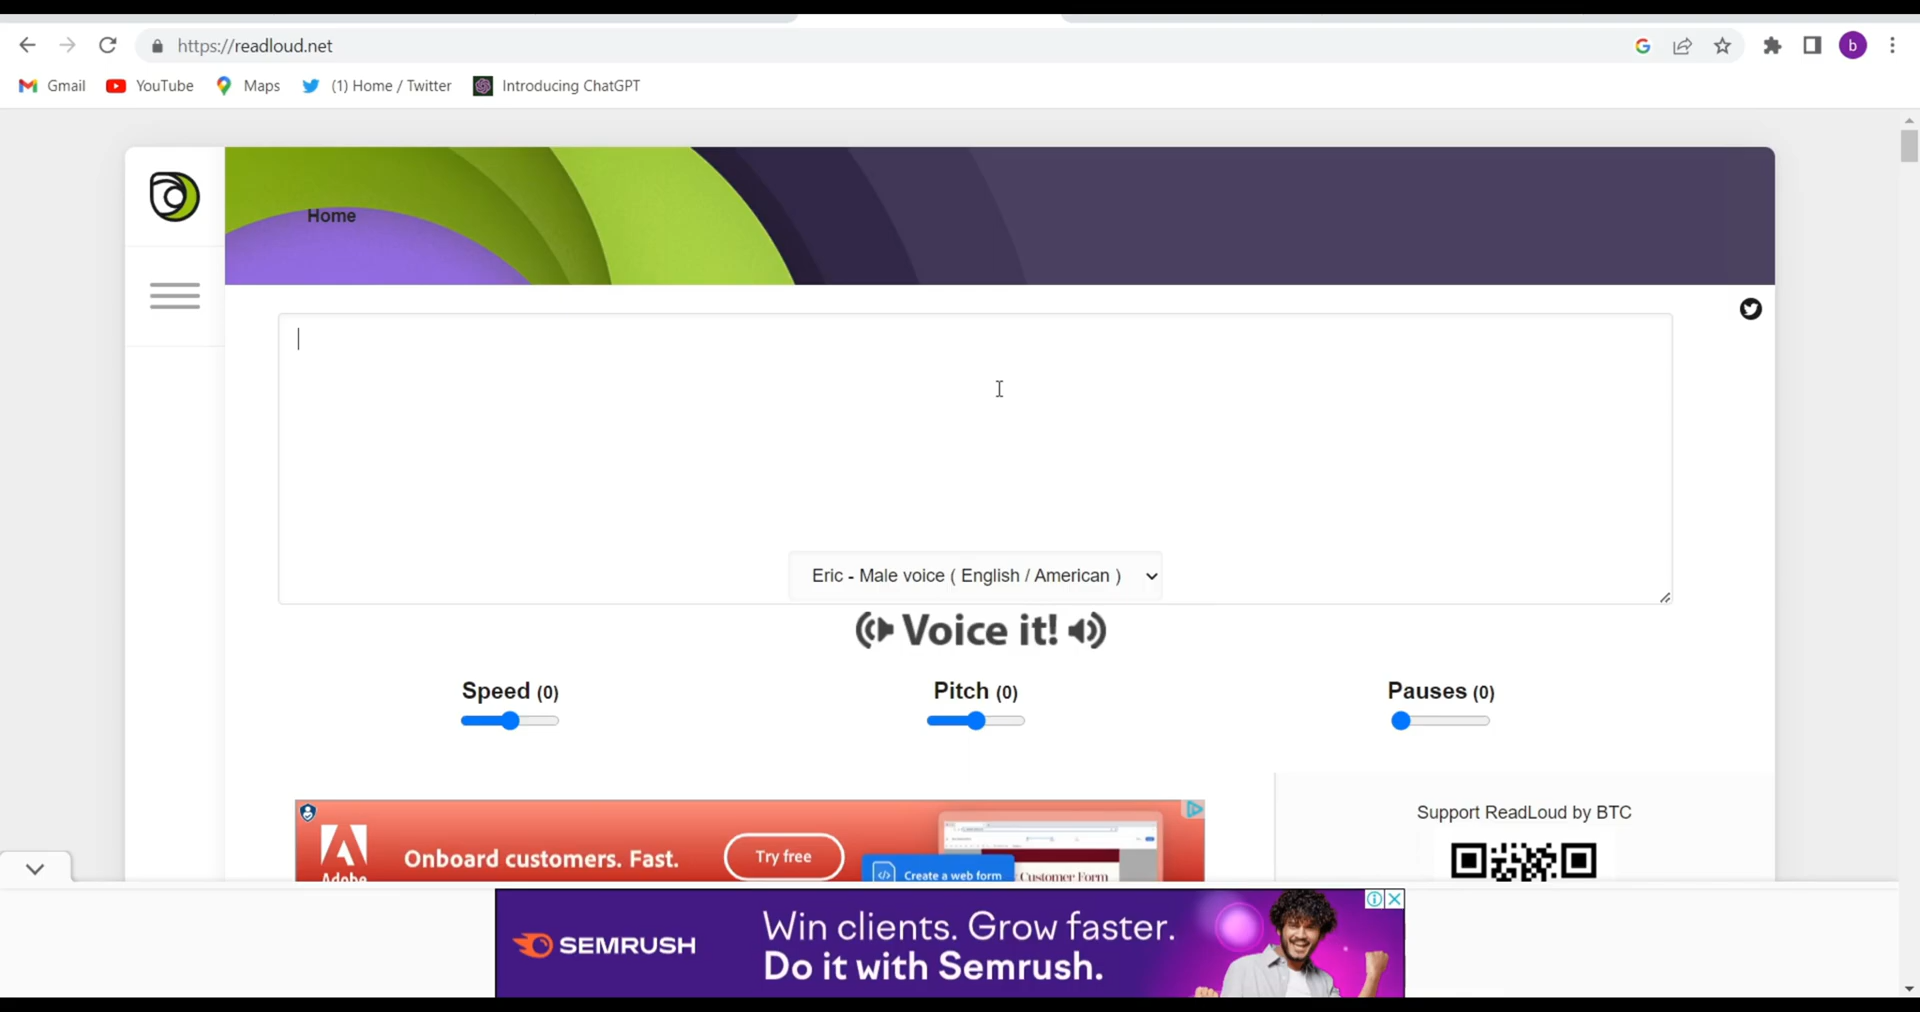 https://readloud.net
b
Gmail YouTube Maps (1) Home / Twitter Introducing ChatGPT
Home
Eric - Male voice ( English / American )
Voice it!
Speed (0) Pitch (0) Pauses (0)
Support ReadLoud by BTC
Adobe
Onboard customers. Fast.
Try free
Create a web form
Customer Form
SEMRUSH
Win clients. Grow faster.
Do it with Semrush.